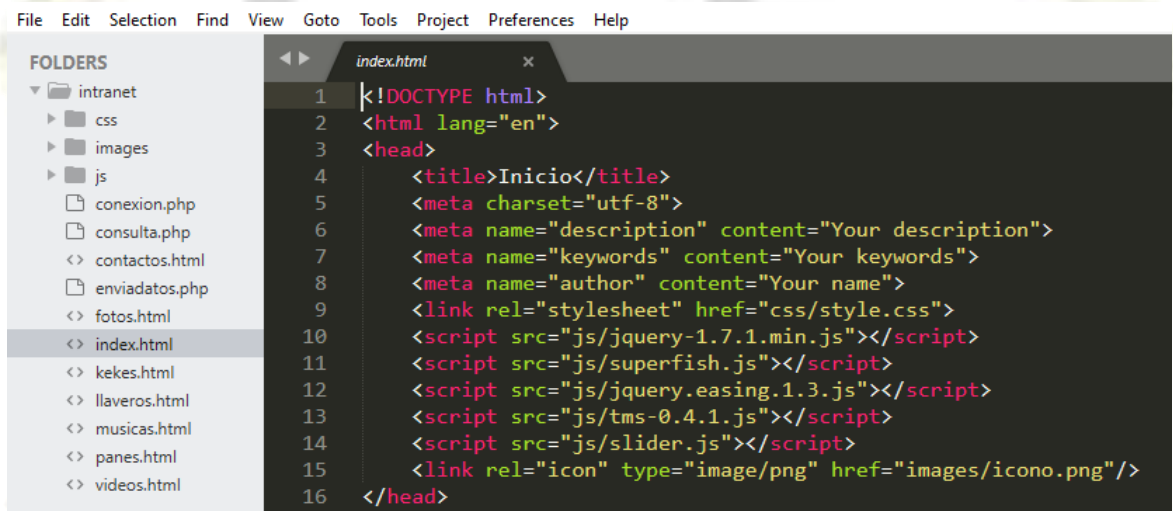 File Edit Selection Find View Goto Tools Project Preferences Help
FOLDERS
intranet
css
images
js
conexion.php
consulta.php
contactos.html
enviadatos.php
fotos.html
index.html
kekes.html
llaveros.html
musicas.html
panes.html
videos.html
index.html ×
1 <!DOCTYPE html>
2 <html lang="en">
3 <head>
4 <title>Inicio</title>
5 <meta charset="utf-8">
6 <meta name="description" content="Your description">
7 <meta name="keywords" content="Your keywords">
8 <meta name="author" content="Your name">
9 <link rel="stylesheet" href="css/style.css">
10 <script src="js/jquery-1.7.1.min.js"></script>
11 <script src="js/superfish.js"></script>
12 <script src="js/jquery.easing.1.3.js"></script>
13 <script src="js/tms-0.4.1.js"></script>
14 <script src="js/slider.js"></script>
15 <link rel="icon" type="image/png" href="images/icono.png"/>
16 </head>